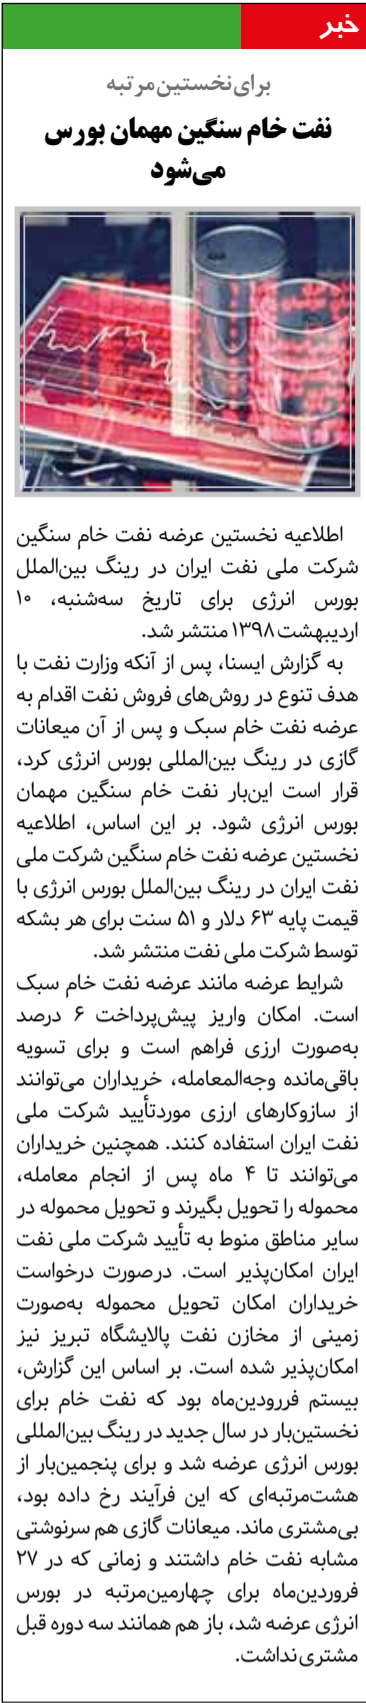 خبر
برای نخستین مرتبه
نفت خام سنگین مهمان بورس
می‌شود
اطلاعیه نخستین عرضه نفت خام سنگین
شرکت ملی نفت ایران در رینگ بین‌الملل
بورس انرژی برای تاریخ سه‌شنبه، ۱۰
اردیبهشت ۱۳۹۸ منتشر شد.
به گزارش ایسنا، پس از آنکه وزارت نفت با
هدف تنوع در روش‌های فروش نفت اقدام به
عرضه نفت خام سبک و پس از آن میعانات
گازی در رینگ بین‌المللی بورس انرژی کرد،
قرار است این‌بار نفت خام سنگین مهمان
بورس انرژی شود. بر این اساس، اطلاعیه
نخستین عرضه نفت خام سنگین شرکت ملی
نفت ایران در رینگ بین‌الملل بورس انرژی با
قیمت پایه ۶۳ دلار و ۵۱ سنت برای هر بشکه
توسط شرکت ملی نفت منتشر شد.
شرایط عرضه مانند عرضه نفت خام سبک
است. امکان واریز پیش‌پرداخت ۶ درصد
به‌صورت ارزی فراهم است و برای تسویه
باقی‌مانده وجه‌المعامله، خریداران می‌توانند
از سازوکارهای ارزی موردتأیید شرکت ملی
نفت ایران استفاده کنند. همچنین خریداران
می‌توانند تا ۴ ماه پس از انجام معامله،
محموله را تحویل بگیرند و تحویل محموله در
سایر مناطق منوط به تأیید شرکت ملی نفت
ایران امکان‌پذیر است. درصورت درخواست
خریداران امکان تحویل محموله به‌صورت
زمینی از مخازن نفت پالایشگاه تبریز نیز
امکان‌پذیر شده است. بر اساس این گزارش،
بیستم فررودین‌ماه بود که نفت خام برای
نخستین‌بار در سال جدید در رینگ بین‌المللی
بورس انرژی عرضه شد و برای پنجمین‌بار از
هشت‌مرتبه‌ای که این فرآیند رخ داده بود،
بی‌مشتری ماند. میعانات گازی هم سرنوشتی
مشابه نفت خام داشتند و زمانی که در ۲۷
فروردین‌ماه برای چهارمین‌مرتبه در بورس
انرژی عرضه شد، باز هم همانند سه دوره قبل
مشتری نداشت.